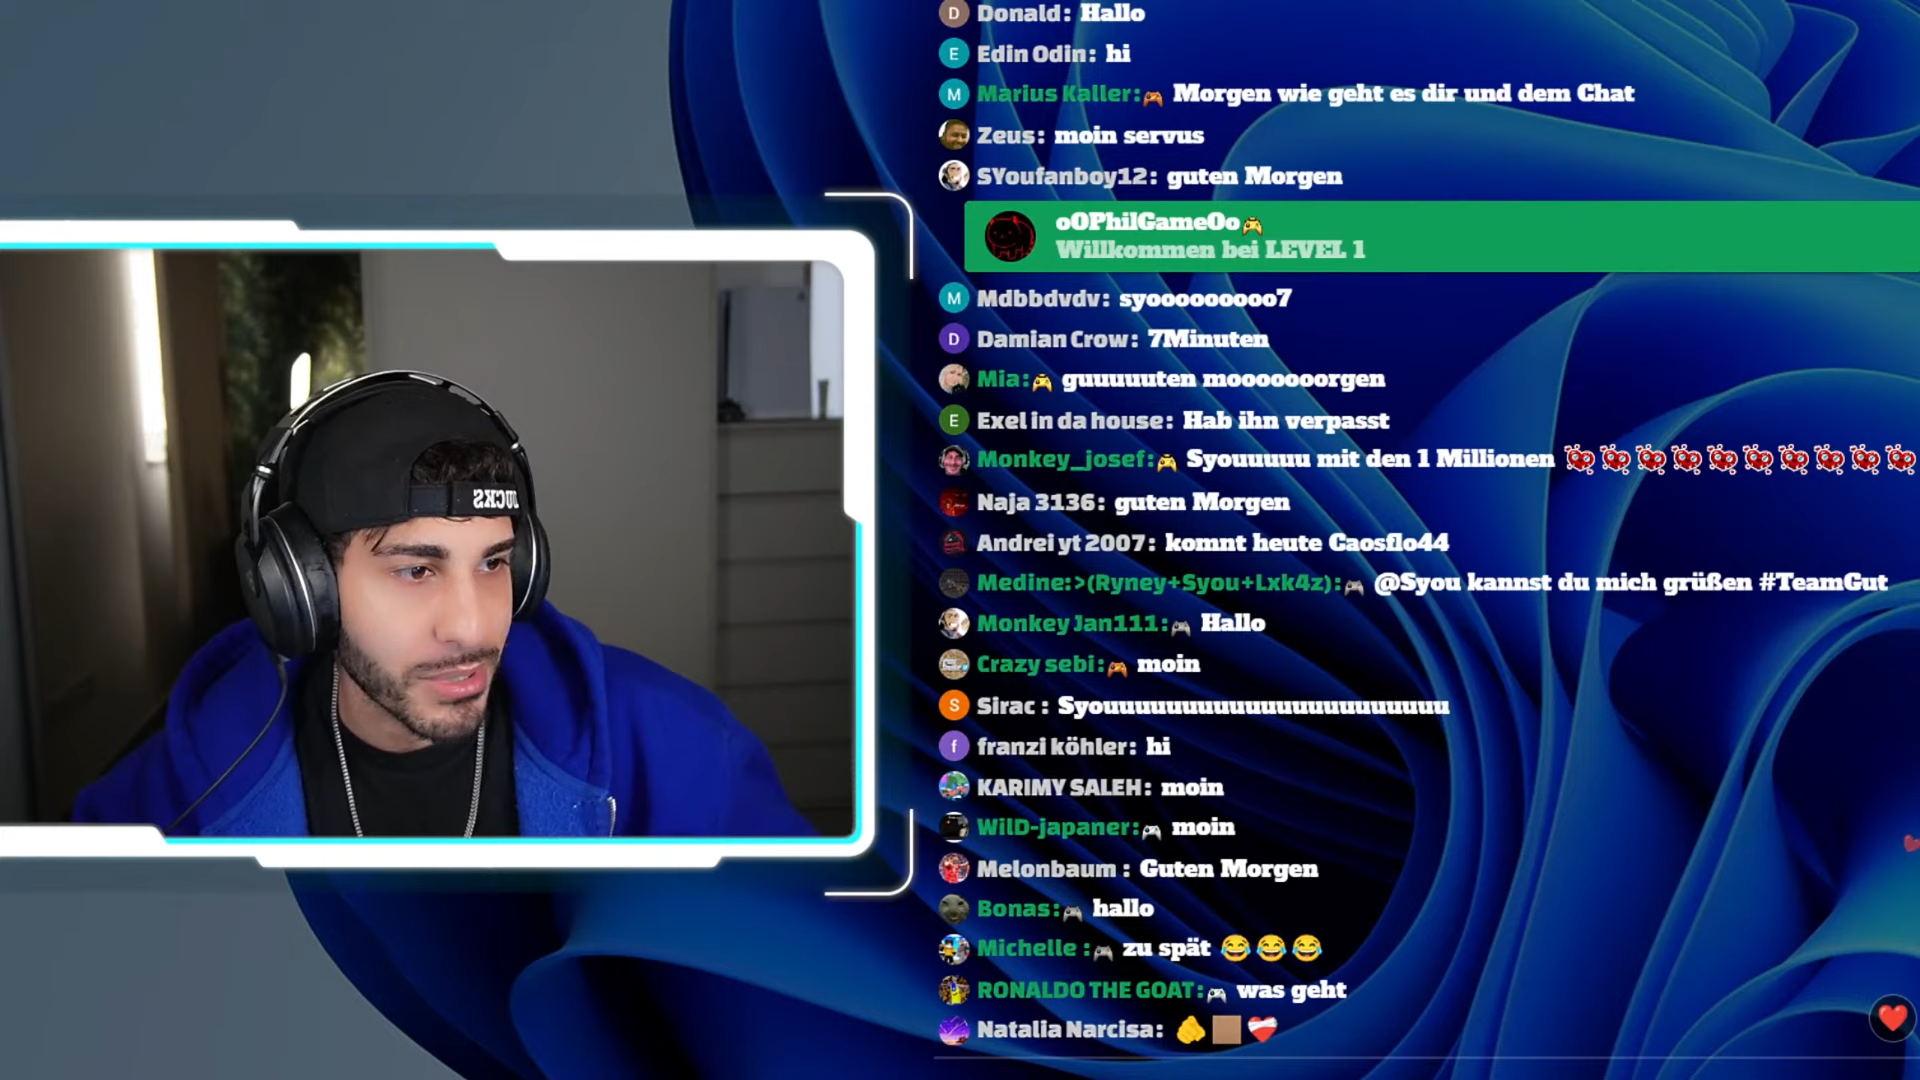 Donald: Hallo
Edin Odin: hi
Marius Kaller: Morgen wie geht es dir und dem Chat
Zeus: moin servus
SYoufanboy12: guten Morgen
oOPhilGameOo
Willkommen bei LEVEL 1
Mdbbdvdv: syooooooooo7
Damian Crow: 7Minuten
Mia: guuuuuten mooooooorgen
Exel in da house: Hab ihn verpasst
Monkey_josef: Syouuuuu mit den 1 Millionen
Naja 3136: guten Morgen
Andrei yt 2007: komnt heute Caosflo44
Medine:>(Ryney+Syou+Lxk4z): @Syou kannst du mich grüßen #TeamGut
Monkey Jan111: Hallo
Crazy sebi: moin
Sirac : Syouuuuuuuuuuuuuuuuuuuuuu
franzi köhler: hi
KARIMY SALEH: moin
WilD-japaner: moin
Melonbaum : Guten Morgen
Bonas: hallo
Michelle : zu spät 😂😂😂
RONALDO THE GOAT: was geht
Natalia Narcisa: 🫵🏽❤️‍🩹